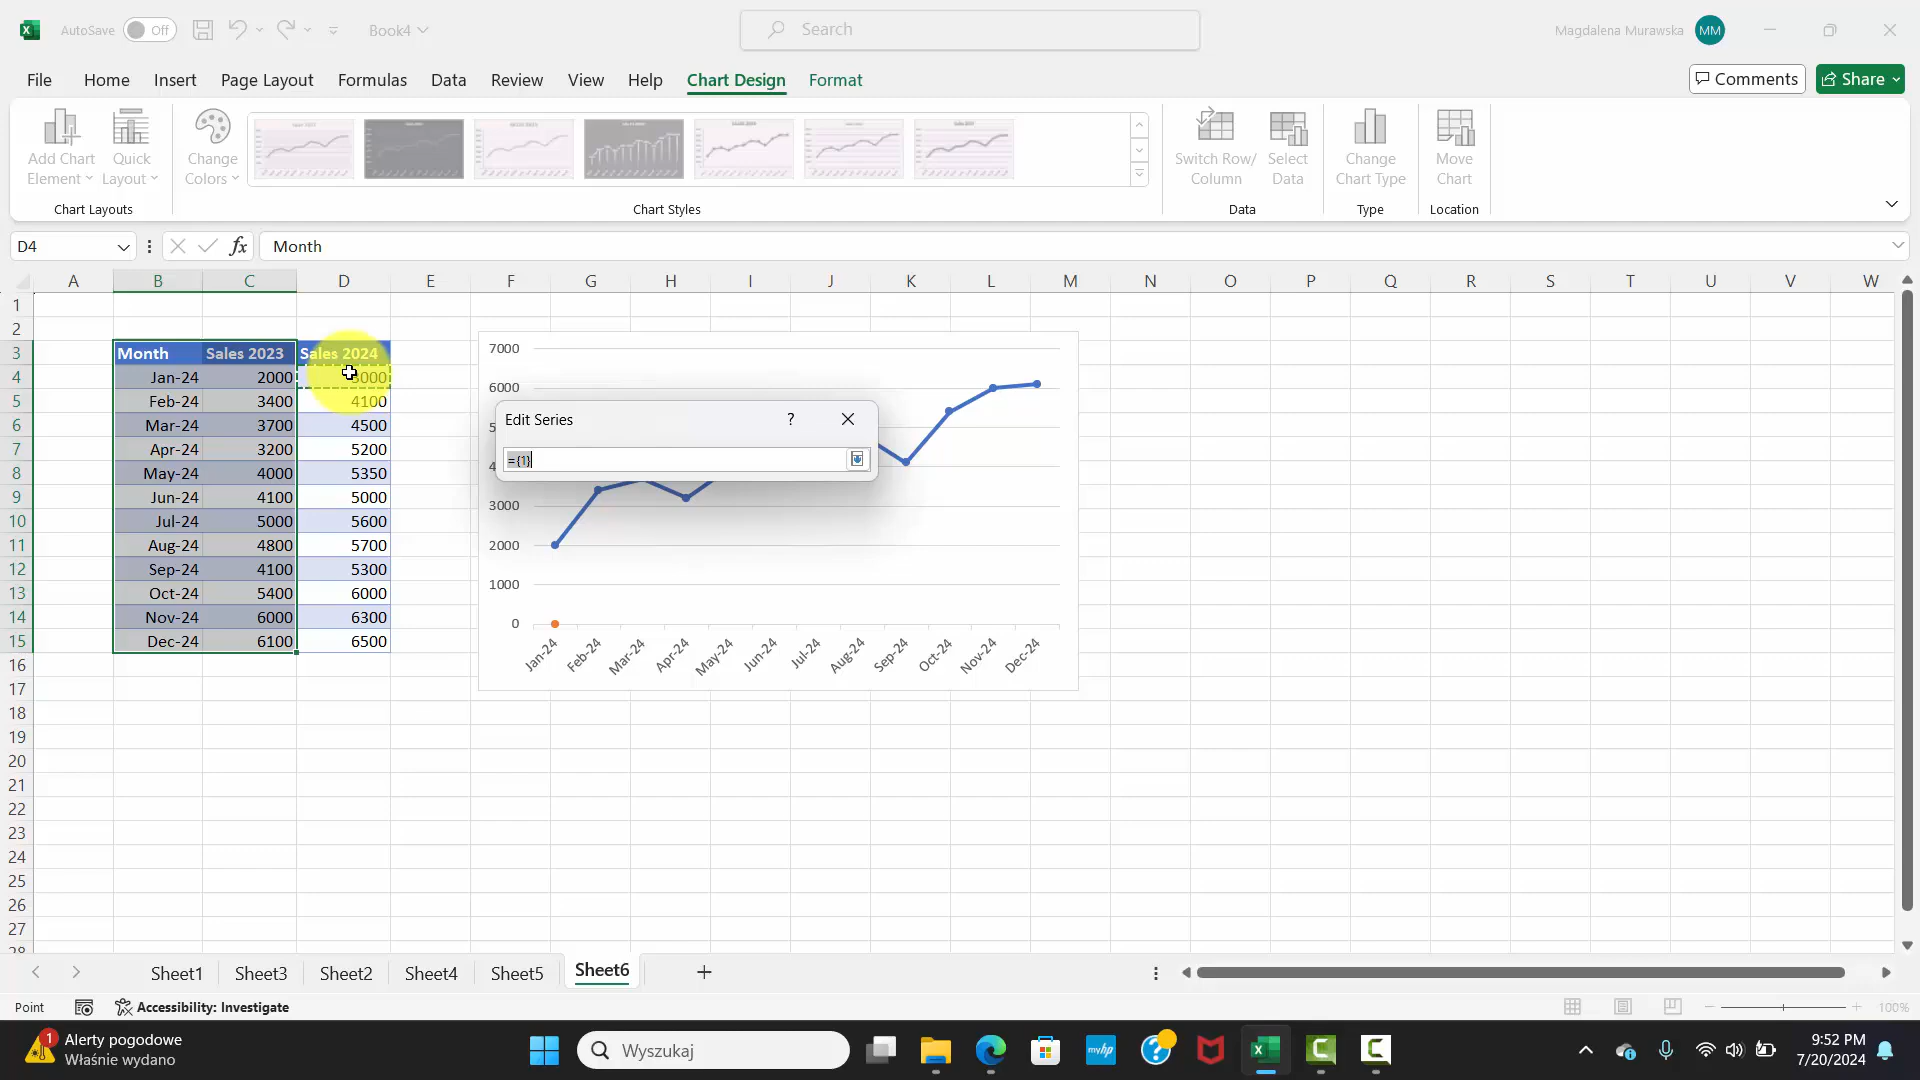 AutoSave Off Book4 Search Magdalena Murawska MM
File Home Insert Page Layout Formulas Data Review View Help Chart Design Format Comments Share
Add Chart Element
Quick Layout
Change Colors
Switch Row/ Column
Select Data
Change Chart Type
Move Chart
Chart Layouts Chart Styles Data Type Location
D4 fx Month
A B C D E F G H I J K L M N O P Q R S T U V W
1
2
3 Month Sales 2023 Sales 2024
4 Jan-24 2000 3000
5 Feb-24 3400 4100
6 Mar-24 3700 4500
7 Apr-24 3200 5200
8 May-24 4000 5350
9 Jun-24 4100 5000
10 Jul-24 5000 5600
11 Aug-24 4800 5700
12 Sep-24 4100 5300
13 Oct-24 5400 6000
14 Nov-24 6000 6300
15 Dec-24 6100 6500
16
17
18
19
20
21
22
23
24
25
26
27
28
7000
6000
5
4
3000
2000
1000
0
Jan-24 Feb-24 Mar-24 Apr-24 May-24 Jun-24 Jul-24 Aug-24 Sep-24 Oct-24 Nov-24 Dec-24
Edit Series ?
={1}
Sheet1 Sheet3 Sheet2 Sheet4 Sheet5 Sheet6 +
Point Accessibility: Investigate 100%
1 Alerty pogodowe
Właśnie wydano
Wyszukaj
myhp
9:52 PM
7/20/2024